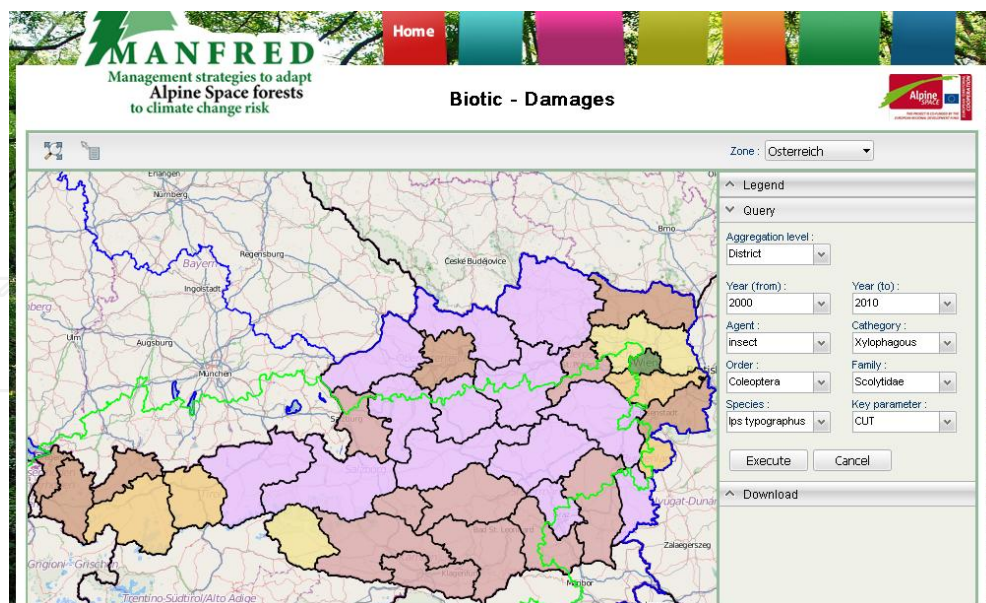 Home
MANFRED
Management strategies to adapt
Alpine Space forests
to climate change risk
Biotic - Damages
Alpine
SPACE
Zone : Osterreich
Legend
Query
Aggregation level :
District
Year (from) : Year (to) :
2000 2010
Agent : Cathegory :
insect Xylophagous
Order : Family :
Coleoptera Scolytidae
Species : Key parameter :
Ips typographus CUT
Execute Cancel
Download
Erlangen
Nürnberg
Brno
Regensburg
České Budějovice
Bayern
Ingolstadt
Ulm
Augsburg
München
Wien
Salzburg
Zalaegerszeg
Maribor
Trentino-Südtirol/Alto Adige